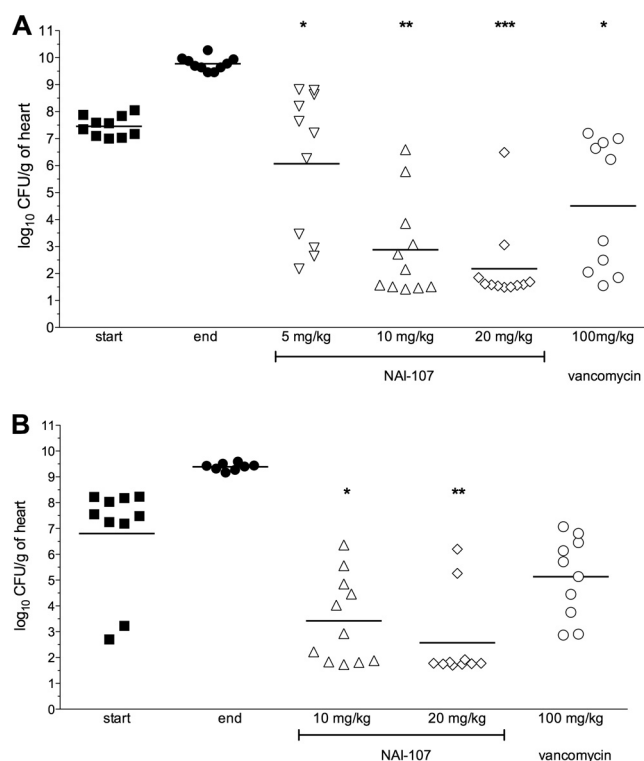 A
* ** *** *
11
10
9
8
7
6
5
4
3
2
1
0
log10 CFU/g of heart
start end 5 mg/kg 10 mg/kg 20 mg/kg 100mg/kg
NAI-107 vancomycin
B
* **
11
10
9
8
7
6
5
4
3
2
1
0
log10 CFU/g of heart
start end 10 mg/kg 20 mg/kg 100 mg/kg
NAI-107 vancomycin